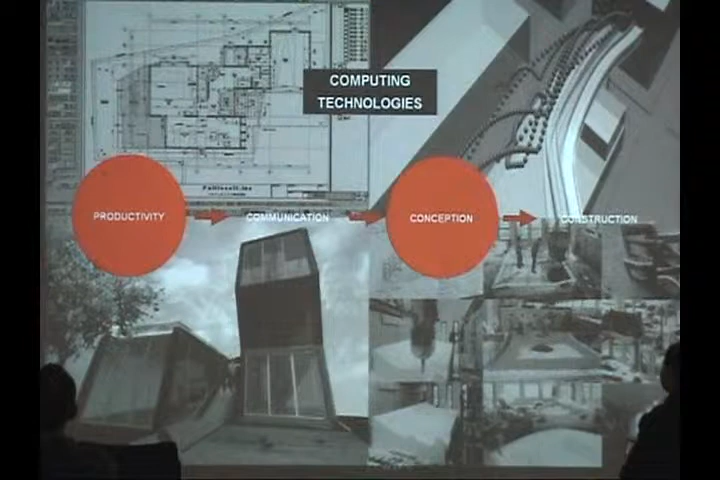 COMPUTING
TECHNOLOGIES
PRODUCTIVITY
COMMUNICATION
CONCEPTION
CONSTRUCTION